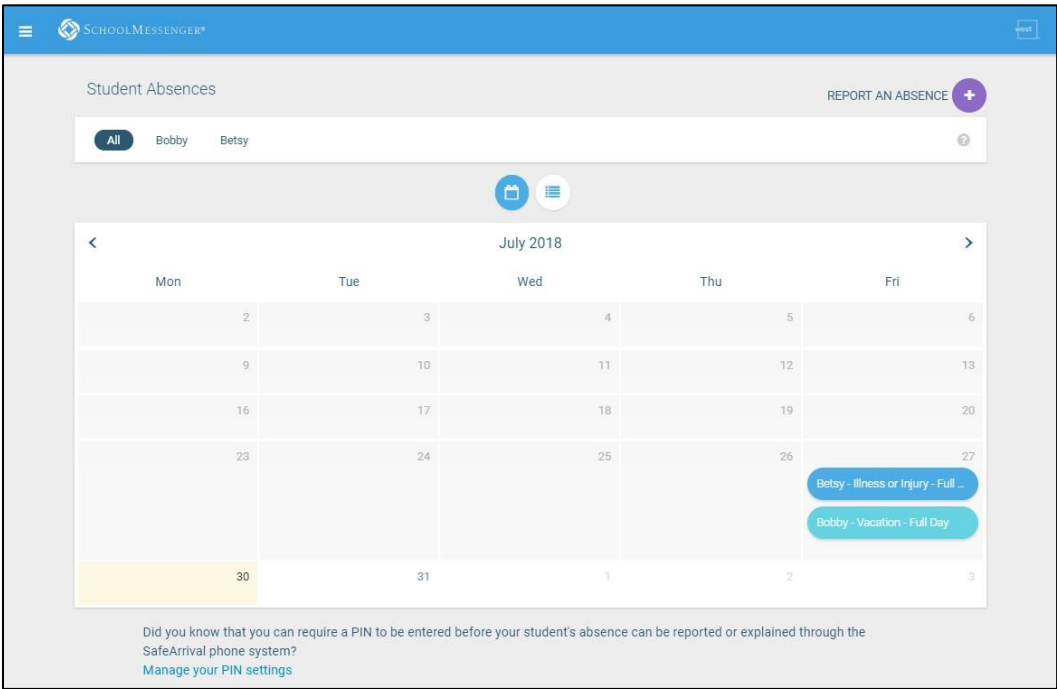 SCHOOLMESSENGER®
west
Student Absences
REPORT AN ABSENCE +
All Bobby Betsy ?
< July 2018 >
Mon Tue Wed Thu Fri
2 3 4 5 6
9 10 11 12 13
16 17 18 19 20
23 24 25 26 27
Betsy - Illness or Injury - Full ...
Bobby - Vacation - Full Day
30 31 1 2 3
Did you know that you can require a PIN to be entered before your student's absence can be reported or explained through the
SafeArrival phone system?
Manage your PIN settings